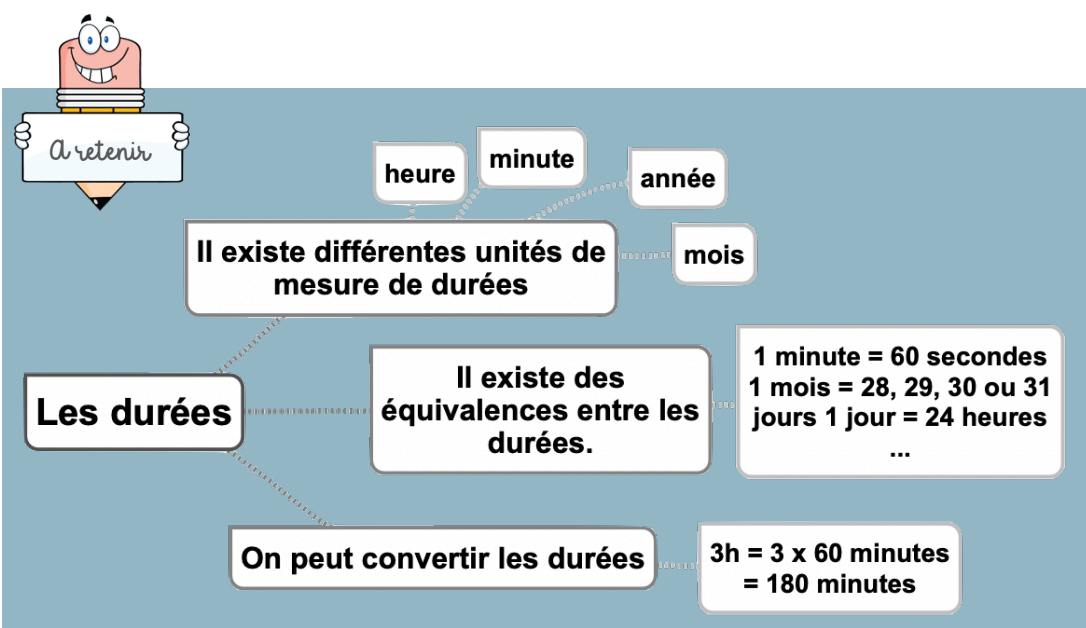 A retenir
heure
minute
année
Il existe différentes unités de
mesure de durées
mois
Les durées
Il existe des
équivalences entre les
durées.
1 minute = 60 secondes
1 mois = 28, 29, 30 ou 31
jours 1 jour = 24 heures
...
On peut convertir les durées
3h = 3 x 60 minutes
= 180 minutes